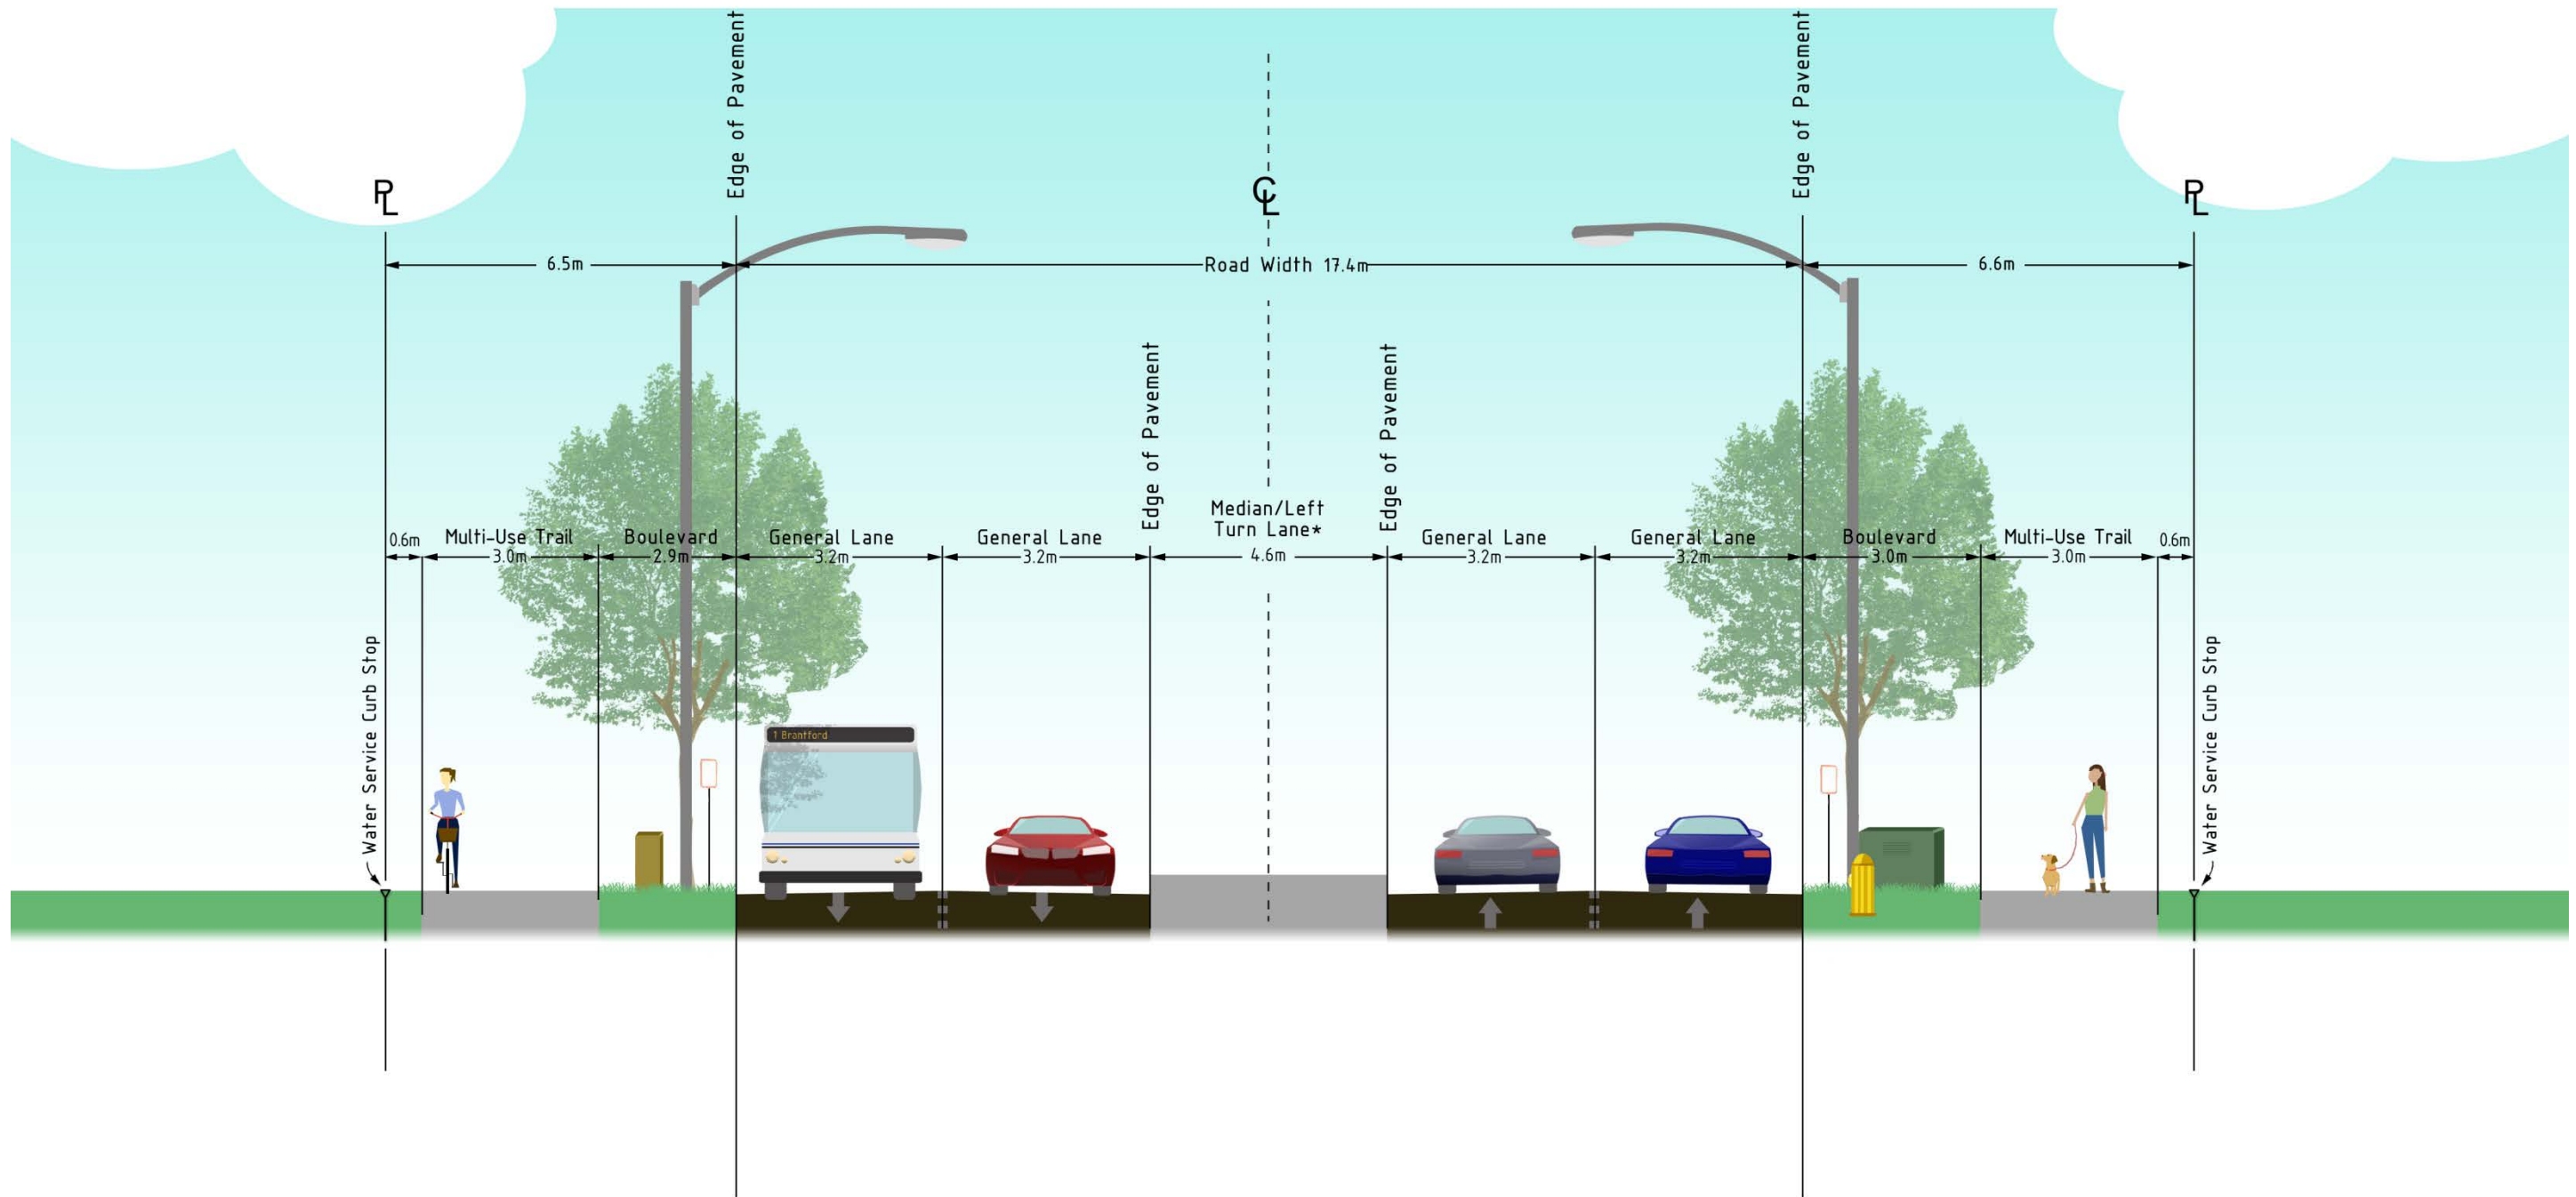 Edge of Pavement
Edge of Pavement
PL
CL
PL
6.5m
Road Width 17.4m
6.6m
Edge of Pavement
Edge of Pavement
Median/Left
Turn Lane*
4.6m
0.6m
Multi-Use Trail
3.0m
Boulevard
2.9m
General Lane
3.2m
General Lane
3.2m
General Lane
3.2m
General Lane
3.2m
Boulevard
3.0m
Multi-Use Trail
3.0m
0.6m
Water Service Curb Stop
1 Brantford
Water Service Curb Stop